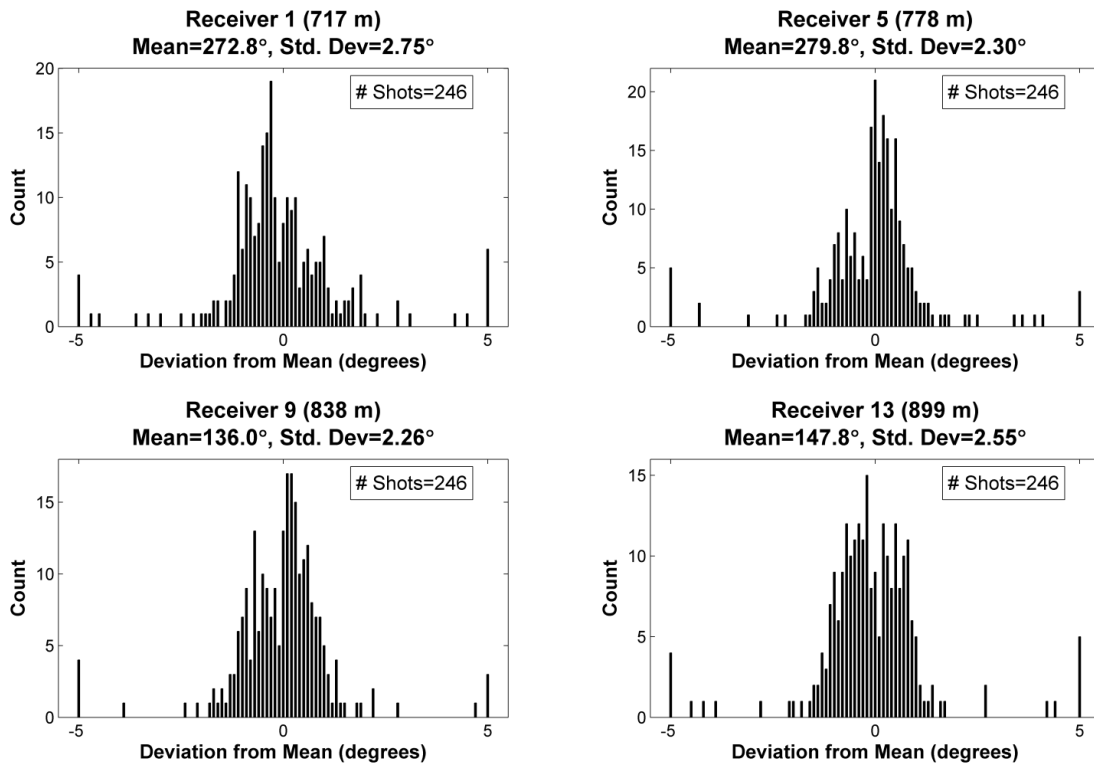 Receiver 1 (717 m)
Mean=272.8°, Std. Dev=2.75°
# Shots=246
20
15
10
5
0
Count
-5 0 5
Deviation from Mean (degrees)
Receiver 5 (778 m)
Mean=279.8°, Std. Dev=2.30°
# Shots=246
20
15
10
5
0
Count
-5 0 5
Deviation from Mean (degrees)
Receiver 9 (838 m)
Mean=136.0°, Std. Dev=2.26°
# Shots=246
15
10
5
0
Count
-5 0 5
Deviation from Mean (degrees)
Receiver 13 (899 m)
Mean=147.8°, Std. Dev=2.55°
# Shots=246
15
10
5
0
Count
-5 0 5
Deviation from Mean (degrees)